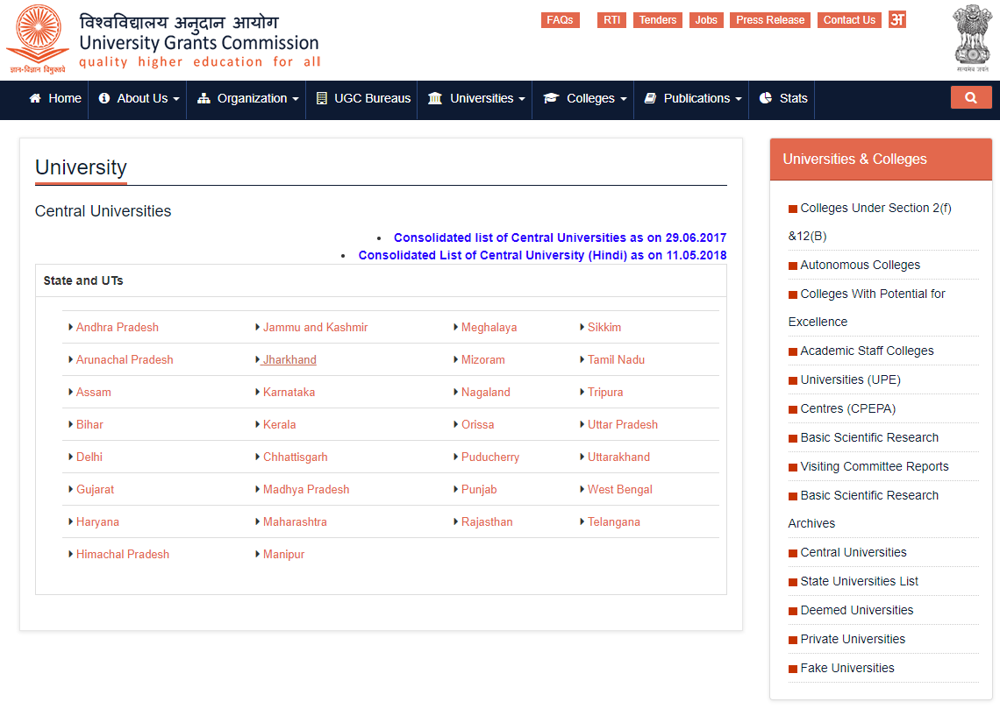 विश्वविद्यालय अनुदान आयोग
University Grants Commission
quality higher education for all
ज्ञान-विज्ञान विमुक्तये
FAQs RTI Tenders Jobs Press Release Contact Us अ
सत्यमेव जयते
Home About Us Organization UGC Bureaus Universities Colleges Publications Stats
University
Central Universities
Consolidated list of Central Universities as on 29.06.2017
Consolidated List of Central University (Hindi) as on 11.05.2018
State and UTs
Andhra Pradesh Jammu and Kashmir Meghalaya Sikkim
Arunachal Pradesh Jharkhand Mizoram Tamil Nadu
Assam Karnataka Nagaland Tripura
Bihar Kerala Orissa Uttar Pradesh
Delhi Chhattisgarh Puducherry Uttarakhand
Gujarat Madhya Pradesh Punjab West Bengal
Haryana Maharashtra Rajasthan Telangana
Himachal Pradesh Manipur
Universities & Colleges
Colleges Under Section 2(f)
&12(B)
Autonomous Colleges
Colleges With Potential for
Excellence
Academic Staff Colleges
Universities (UPE)
Centres (CPEPA)
Basic Scientific Research
Visiting Committee Reports
Basic Scientific Research
Archives
Central Universities
State Universities List
Deemed Universities
Private Universities
Fake Universities